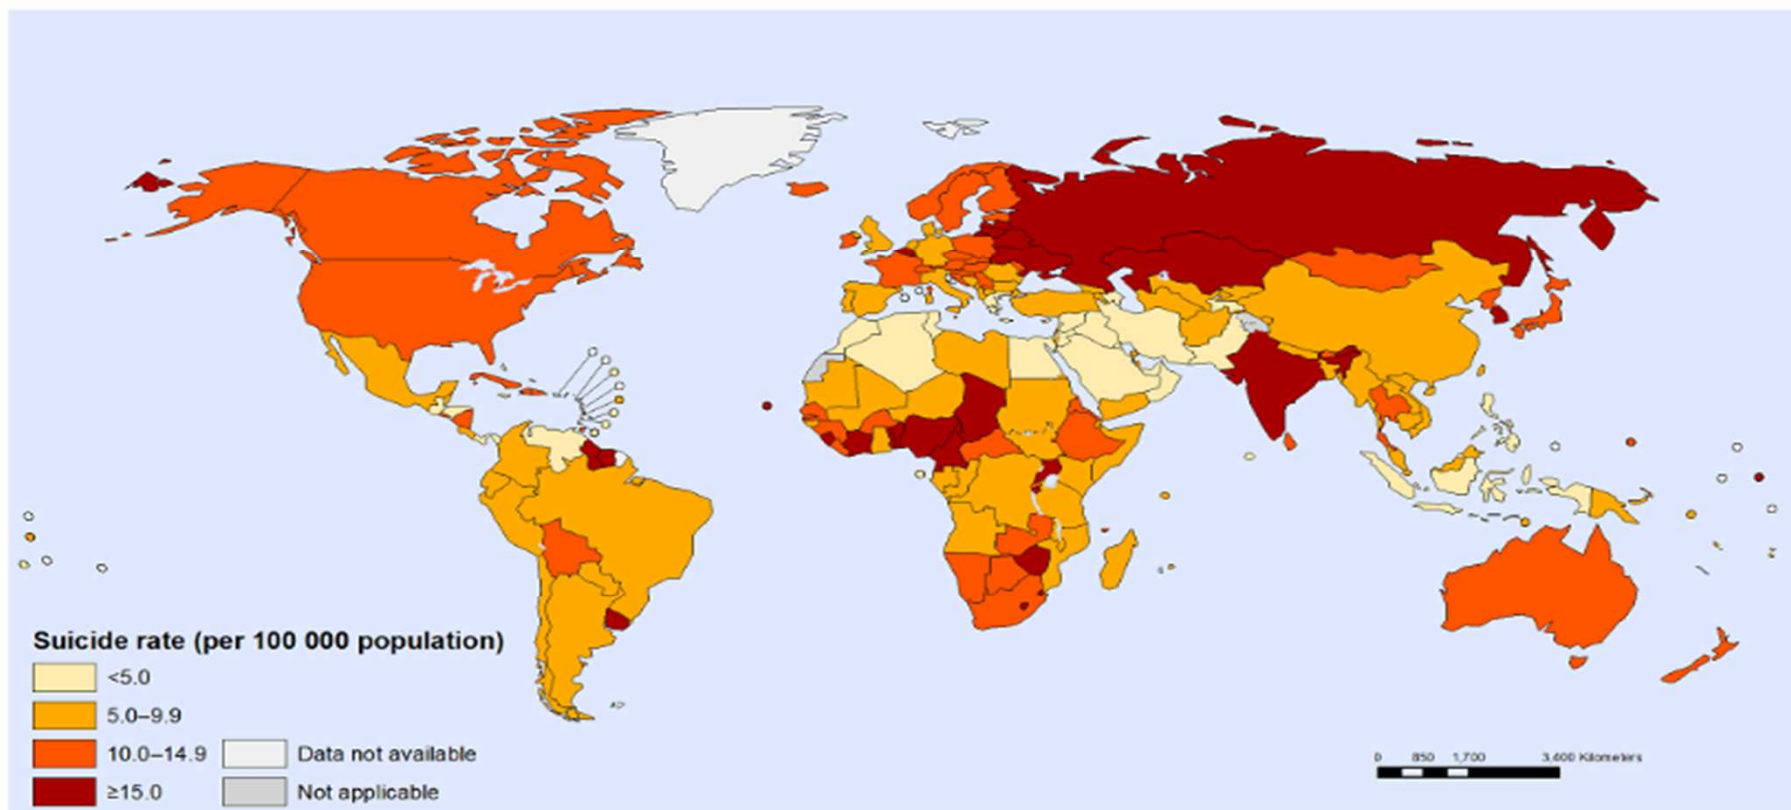 Suicide rate (per 100 000 population)
<5.0
5.0–9.9
10.0–14.9
≥15.0
Data not available
Not applicable
0 850 1,700 3,400 Kilometers